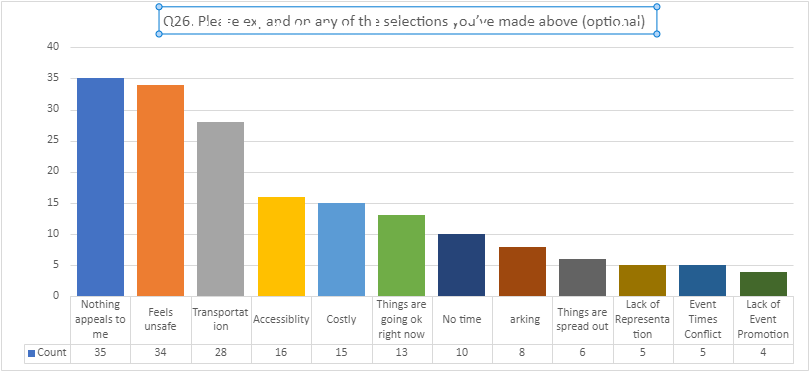 Q26. Please expand on any of the selections you've made above (optional)
40
35
30
25
20
15
10
5
0
Nothing appeals to me
Feels unsafe
Transportation
Accessiblity
Costly
Things are going ok right now
No time
arking
Things are spread out
Lack of Representation
Event Times Conflict
Lack of Event Promotion
Count 35 34 28 16 15 13 10 8 6 5 5 4